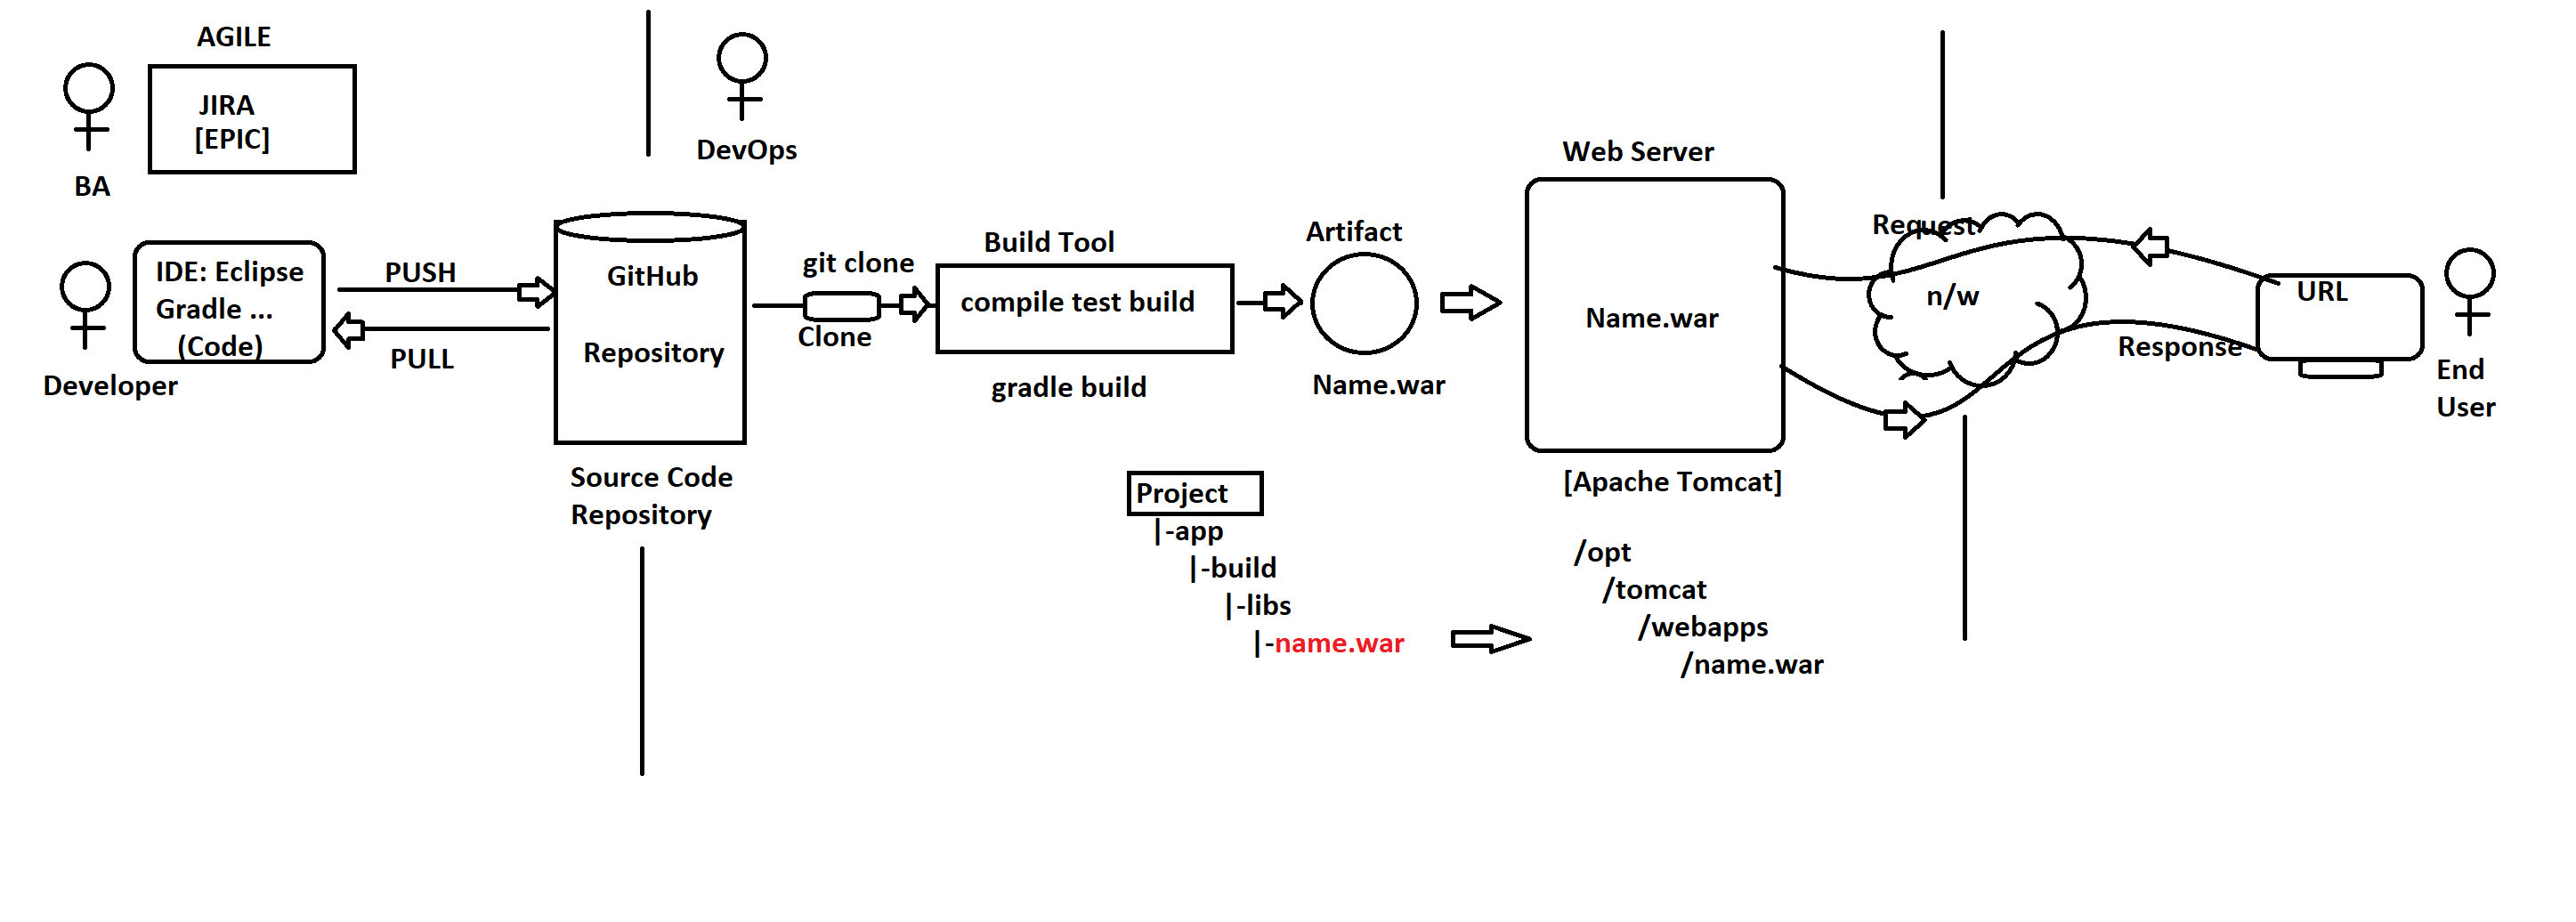 AGILE
JIRA
[EPIC]
BA
DevOps
IDE: Eclipse
Gradle ...
(Code)
Developer
PUSH
PULL
GitHub
Repository
Source Code
Repository
git clone
Clone
Build Tool
compile test build
gradle build
Artifact
Name.war
Web Server
Name.war
[Apache Tomcat]
Request
n/w
Response
URL
End
User
Project
|-app
|-build
|-libs
|-name.war
/opt
/tomcat
/webapps
/name.war